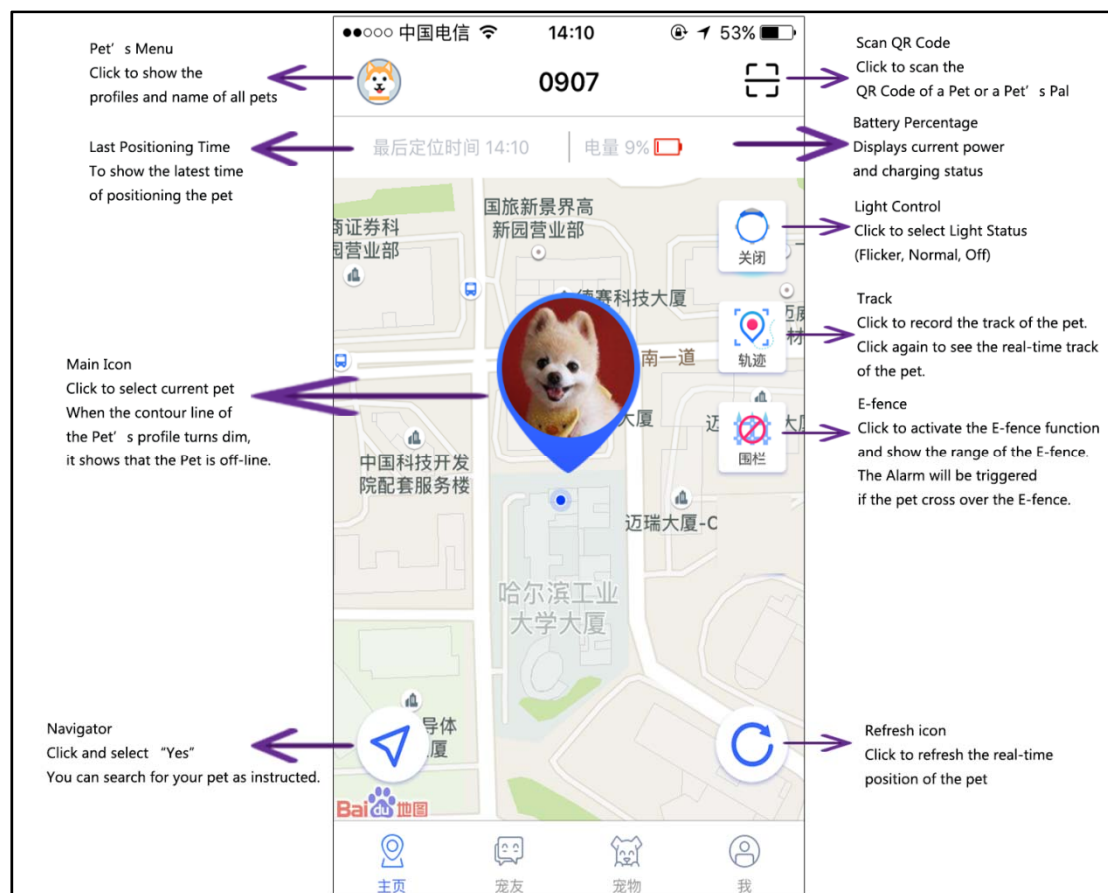 Pet' s Menu
Click to show the
profiles and name of all pets
Last Positioning Time
To show the latest time
of positioning the pet
Main Icon
Click to select current pet
When the contour line of
the Pet' s profile turns dim,
it shows that the Pet is off-line.
Navigator
Click and select “Yes”
You can search for your pet as instructed.
中国电信 14:10 53%
0907
最后定位时间 14:10 电量 9%
国旅新景界高
新园营业部
商证券科
园营业部
德赛科技大厦
南一道
大厦
中国科技开发
院配套服务楼
迈瑞大厦-C
哈尔滨工业
大学大厦
导体
厦
Bai du 地图
关闭
轨迹
围栏
主页 宠友 宠物 我
Scan QR Code
Click to scan the
QR Code of a Pet or a Pet' s Pal
Battery Percentage
Displays current power
and charging status
Light Control
Click to select Light Status
(Flicker, Normal, Off)
Track
Click to record the track of the pet.
Click again to see the real-time track
of the pet.
E-fence
Click to activate the E-fence function
and show the range of the E-fence.
The Alarm will be triggered
if the pet cross over the E-fence.
Refresh icon
Click to refresh the real-time
position of the pet